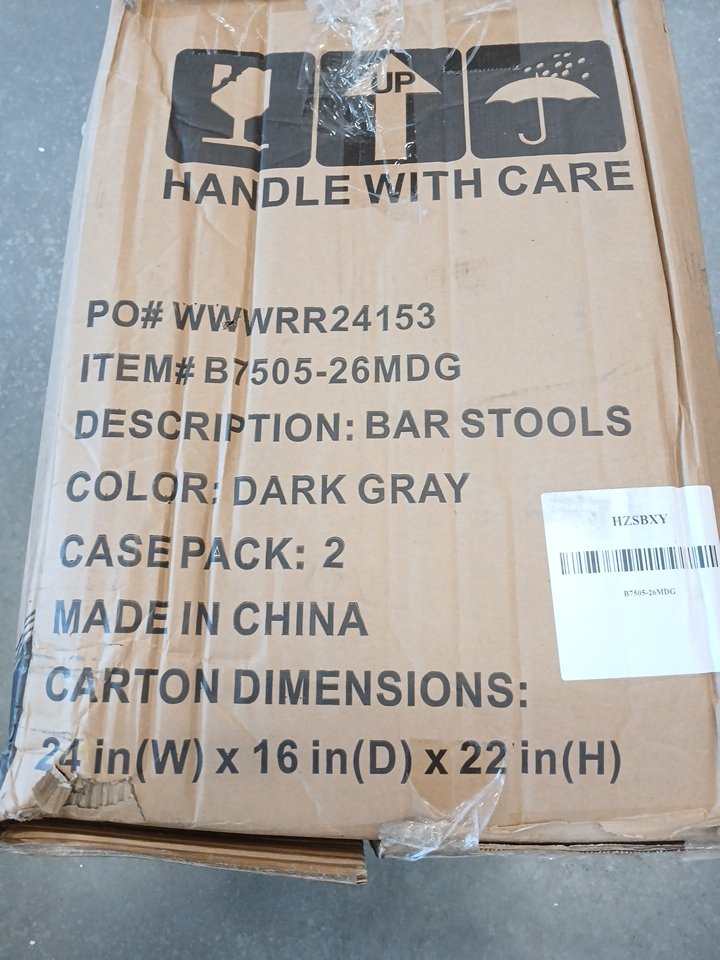 UP
HANDLE WITH CARE
PO# WWWRR24153
ITEM# B7505-26MDG
DESCRIPTION: BAR STOOLS
COLOR: DARK GRAY
HZSBXY
CASE PACK: 2
B7505-26MDG
MADE IN CHINA
CARTON DIMENSIONS:
24 in(W) x 16 in(D) x 22 in(H)